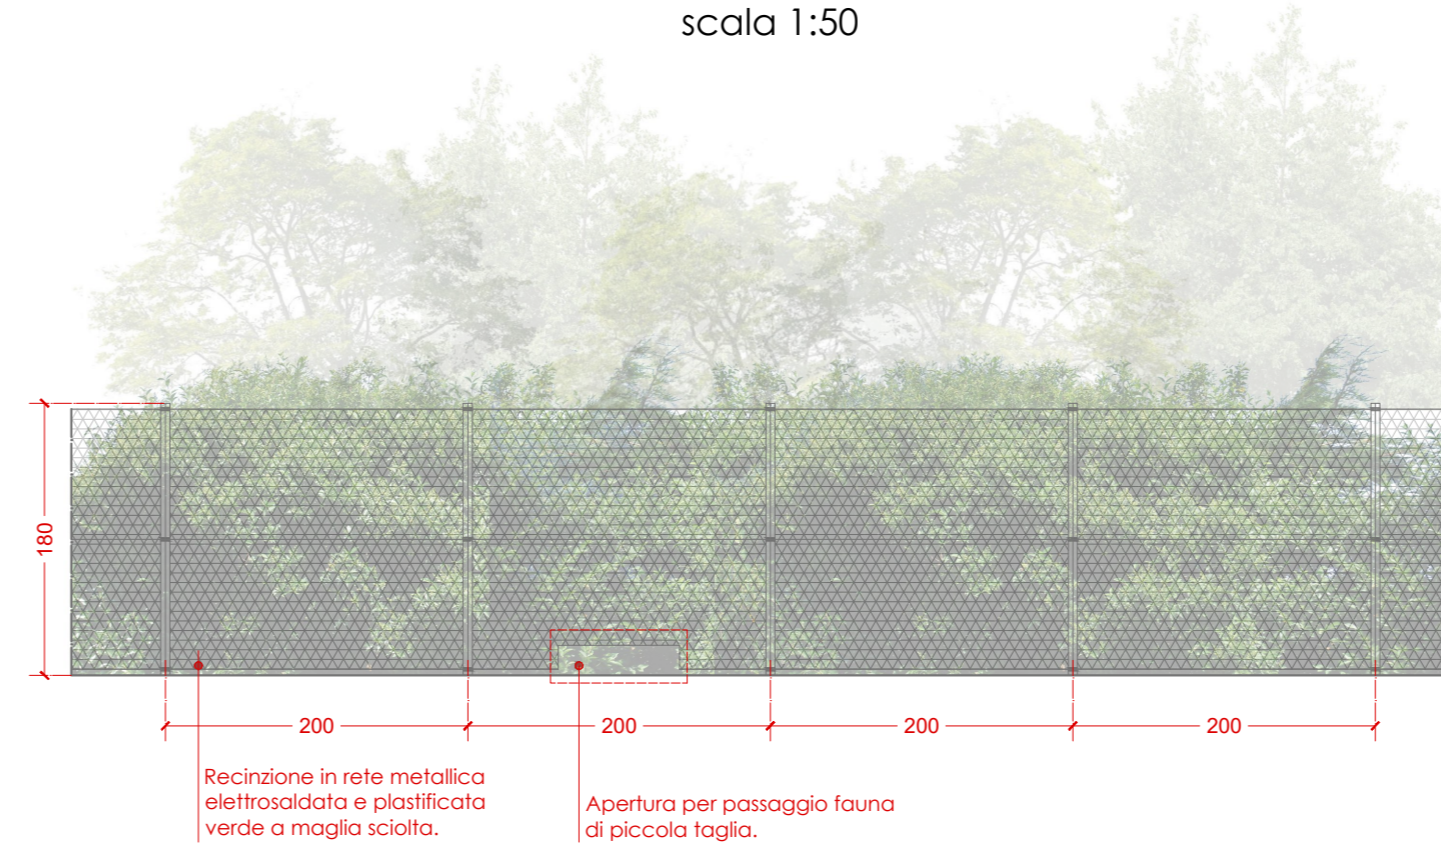 scala 1:50
180
200
200
200
200
Recinzione in rete metallica
elettrosaldata e plastificata
verde a maglia sciolta.
Apertura per passaggio fauna
di piccola taglia.